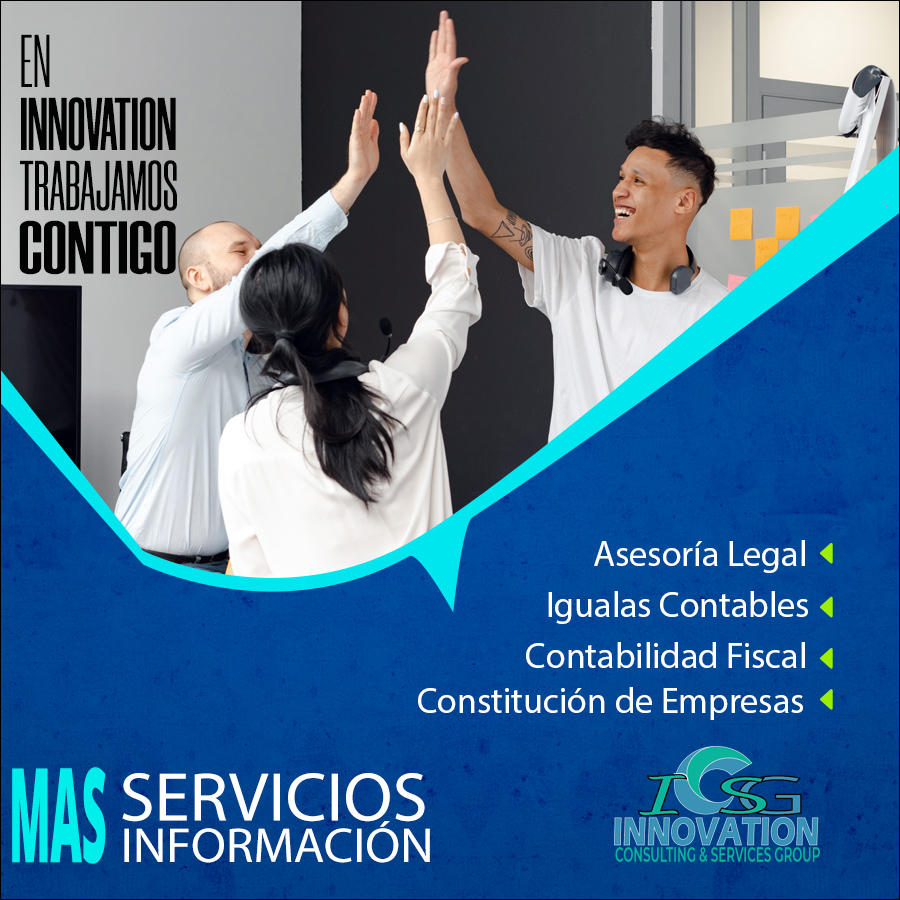 EN
INNOVATION
TRABAJAMOS
CONTIGO
Asesoría Legal
Igualas Contables
Contabilidad Fiscal
Constitución de Empresas
MAS SERVICIOS
INFORMACIÓN
ICSG
INNOVATION
CONSULTING & SERVICES GROUP